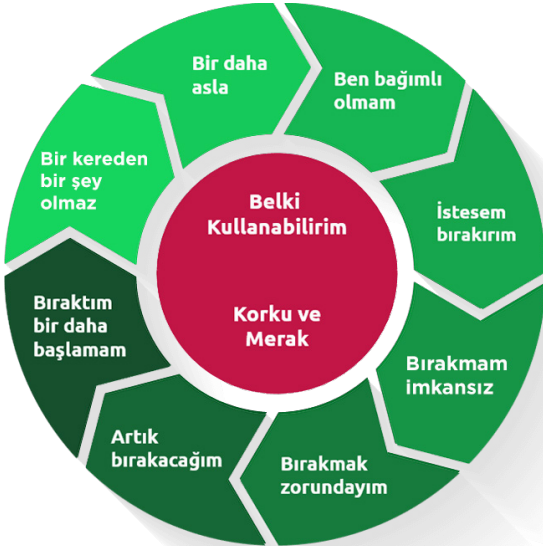 Bir daha
asla
Ben bağımlı
olmam
İstesem
bırakırım
Bırakmam
imkansız
Bırakmak
zorundayım
Artık
bırakacağım
Bıraktım
bir daha
başlamam
Bir kereden
bir şey
olmaz
Belki
Kullanabilirim
Korku ve
Merak